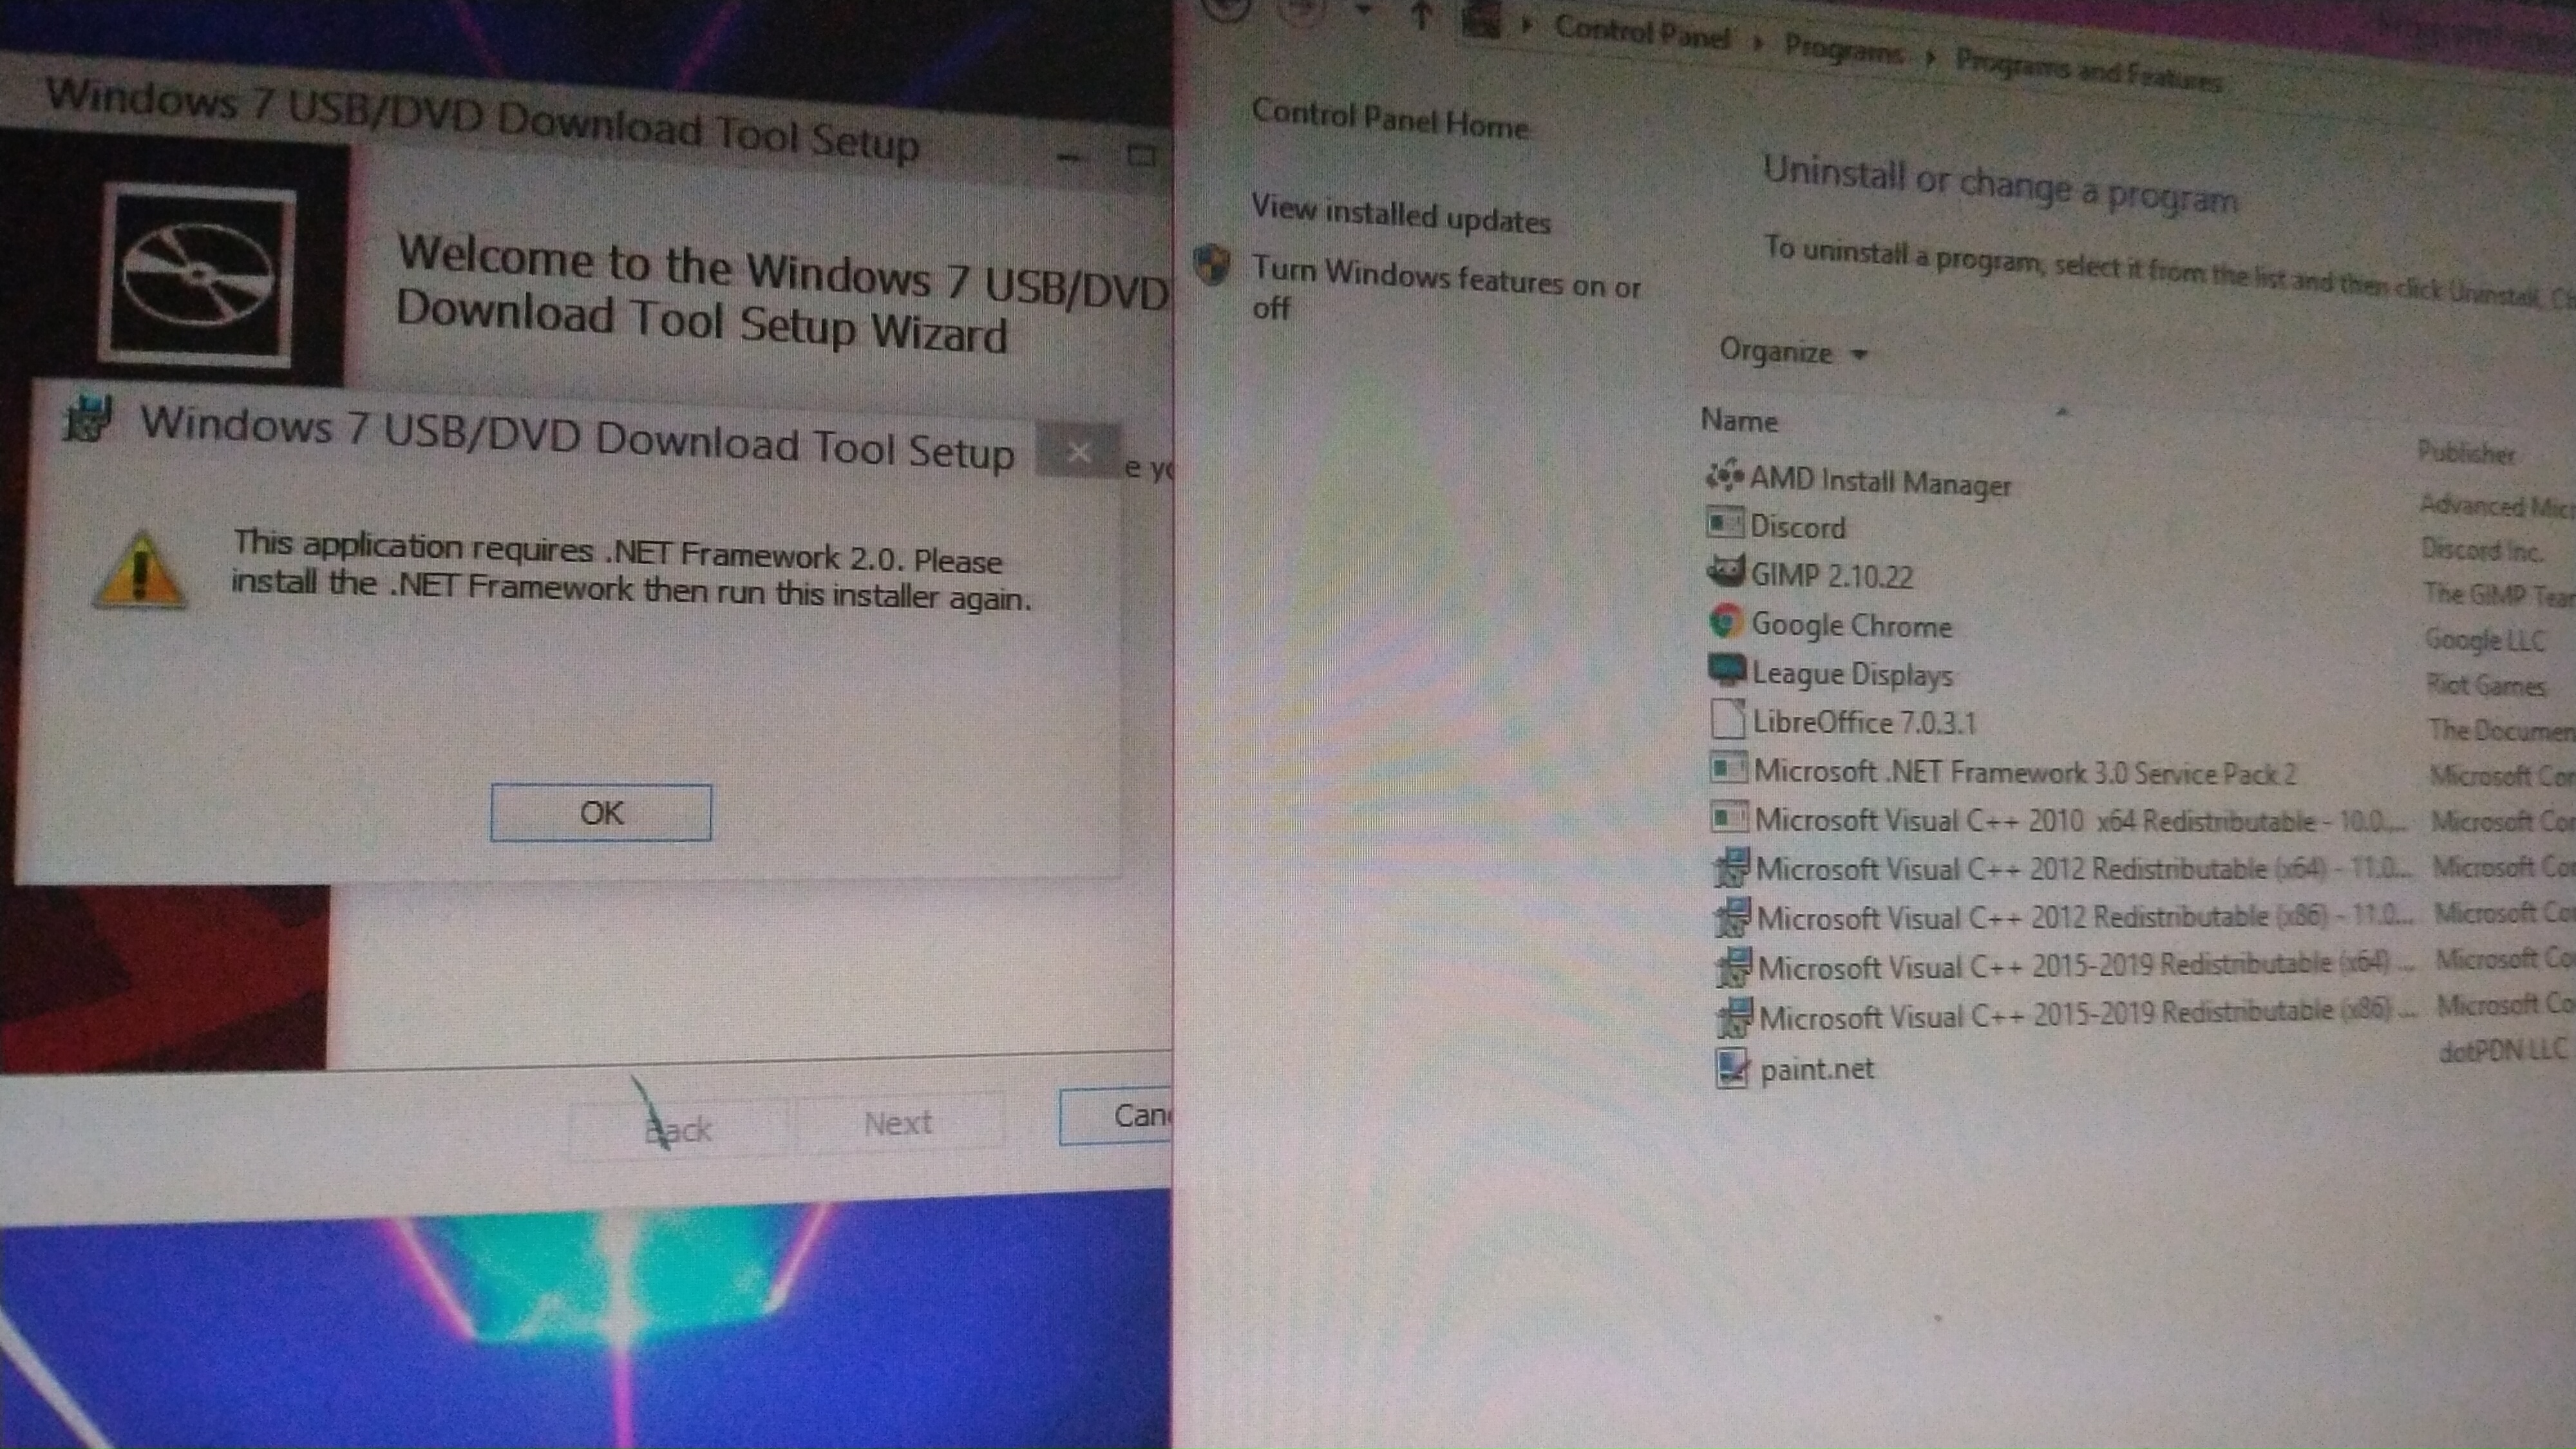 Windows 7 USB/DVD Download Tool Setup
Welcome to the Windows 7 USB/DVD
Download Tool Setup Wizard
Windows 7 USB/DVD Download Tool Setup
e yo
This application requires .NET Framework 2.0. Please
install the .NET Framework then run this installer again.
OK
Back Next Canc
Control Panel Programs Programs and Features
Control Panel Home
View installed updates
Turn Windows features on or
off
Uninstall or change a program
To uninstall a program, select it from the list and then click Uninstall, C
Organize
Name Publisher
AMD Install Manager Advanced Micr
Discord Discord Inc.
GIMP 2.10.22 The GIMP Tear
Google Chrome Google LLC
League Displays Riot Games
LibreOffice 7.0.3.1 The Documen
Microsoft .NET Framework 3.0 Service Pack 2 Microsoft Cor
Microsoft Visual C++ 2010 x64 Redistributable - 10.0.... Microsoft Cor
Microsoft Visual C++ 2012 Redistributable (x64) - 11.0... Microsoft Cor
Microsoft Visual C++ 2012 Redistributable (x86) - 11.0... Microsoft Cor
Microsoft Visual C++ 2015-2019 Redistributable (x64) ... Microsoft Co
Microsoft Visual C++ 2015-2019 Redistributable (x86) ... Microsoft Co
paint.net dotPDN LLC